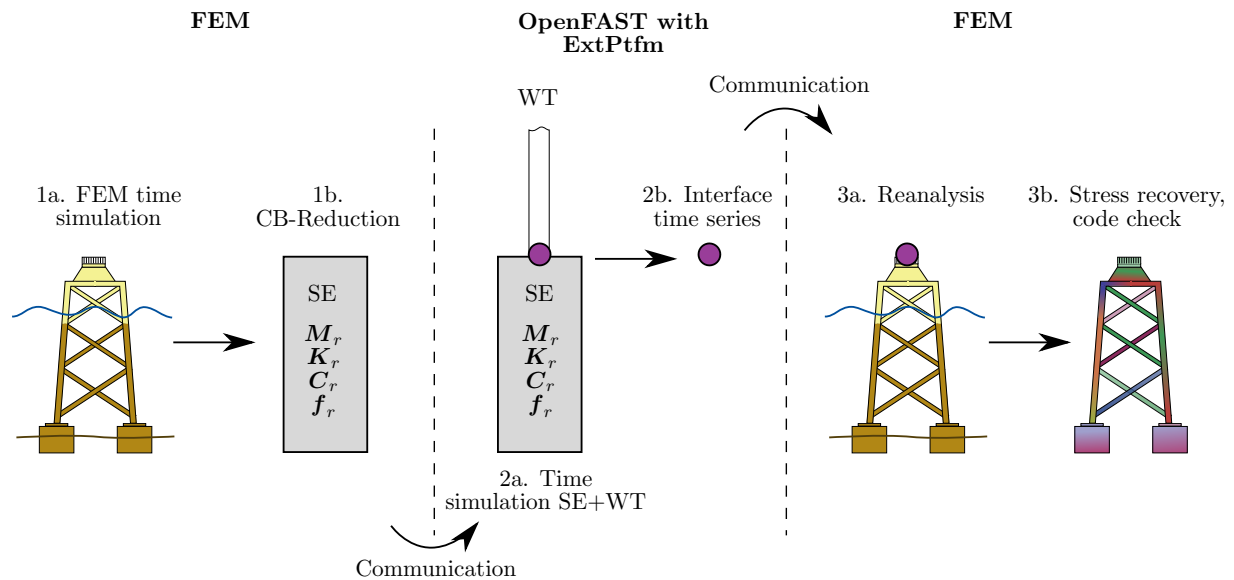 FEM
OpenFAST with
ExtPtfm
FEM
Communication
WT
1a. FEM time
simulation
1b.
CB-Reduction
2b. Interface
time series
3a. Reanalysis
3b. Stress recovery,
code check
SE
M_r
K_r
C_r
f_r
SE
M_r
K_r
C_r
f_r
2a. Time
simulation SE+WT
Communication